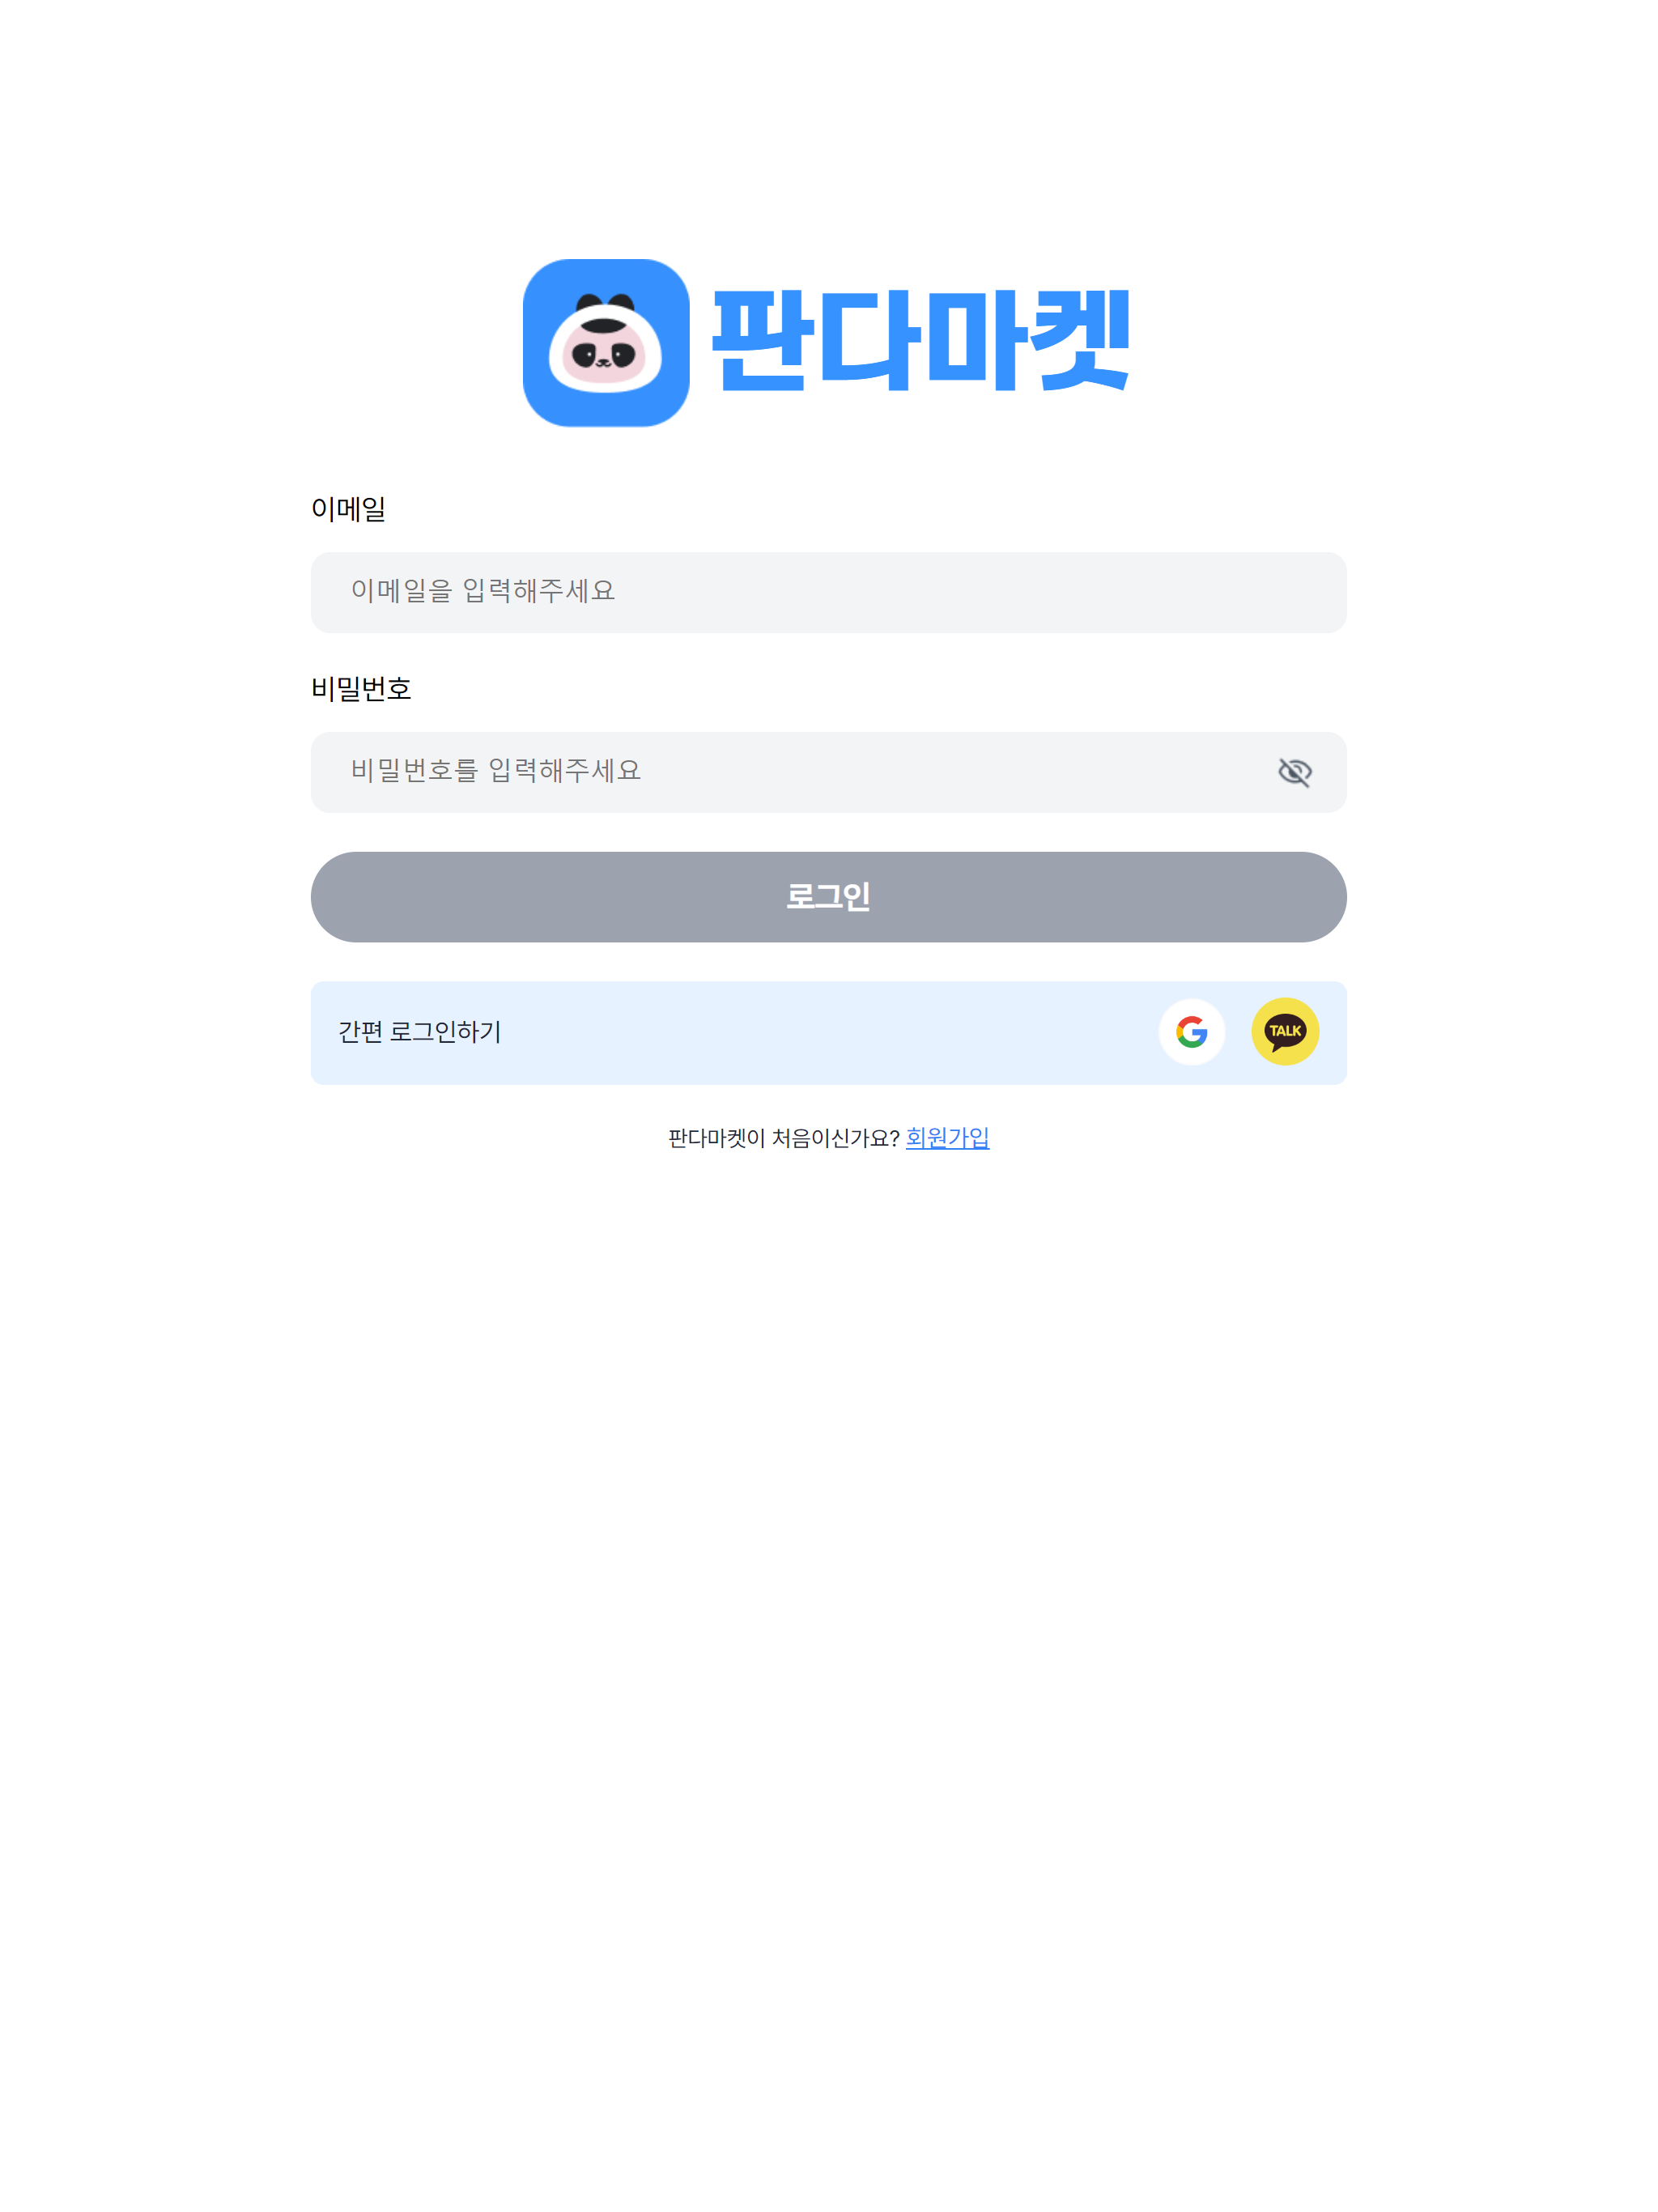 판다마켓
이메일
이메일을 입력해주세요
비밀번호
비밀번호를 입력해주세요
로그인
간편 로그인하기
TALK
판다마켓이 처음이신가요? 회원가입